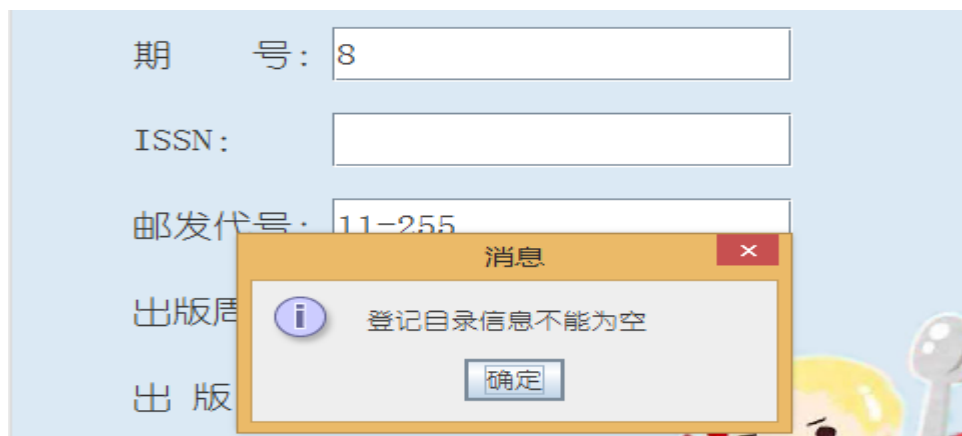 期 号: 8
ISSN:
邮发代号: 11-255
消息
出版周
登记目录信息不能为空
确定
出 版